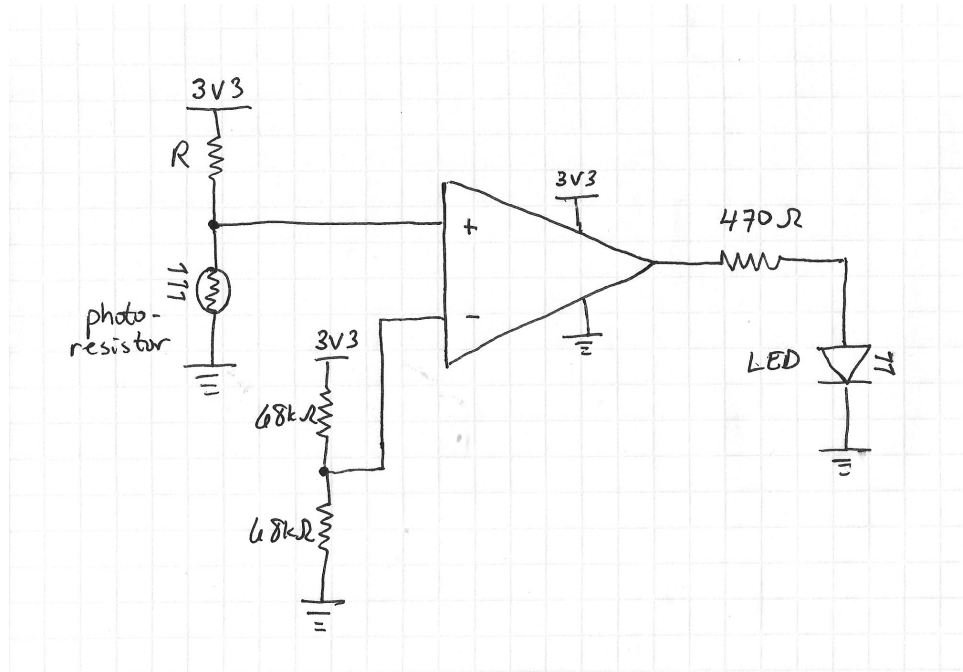 3V3
R
photo-
resistor
3V3
68kΩ
68kΩ
+
-
3V3
470Ω
LED